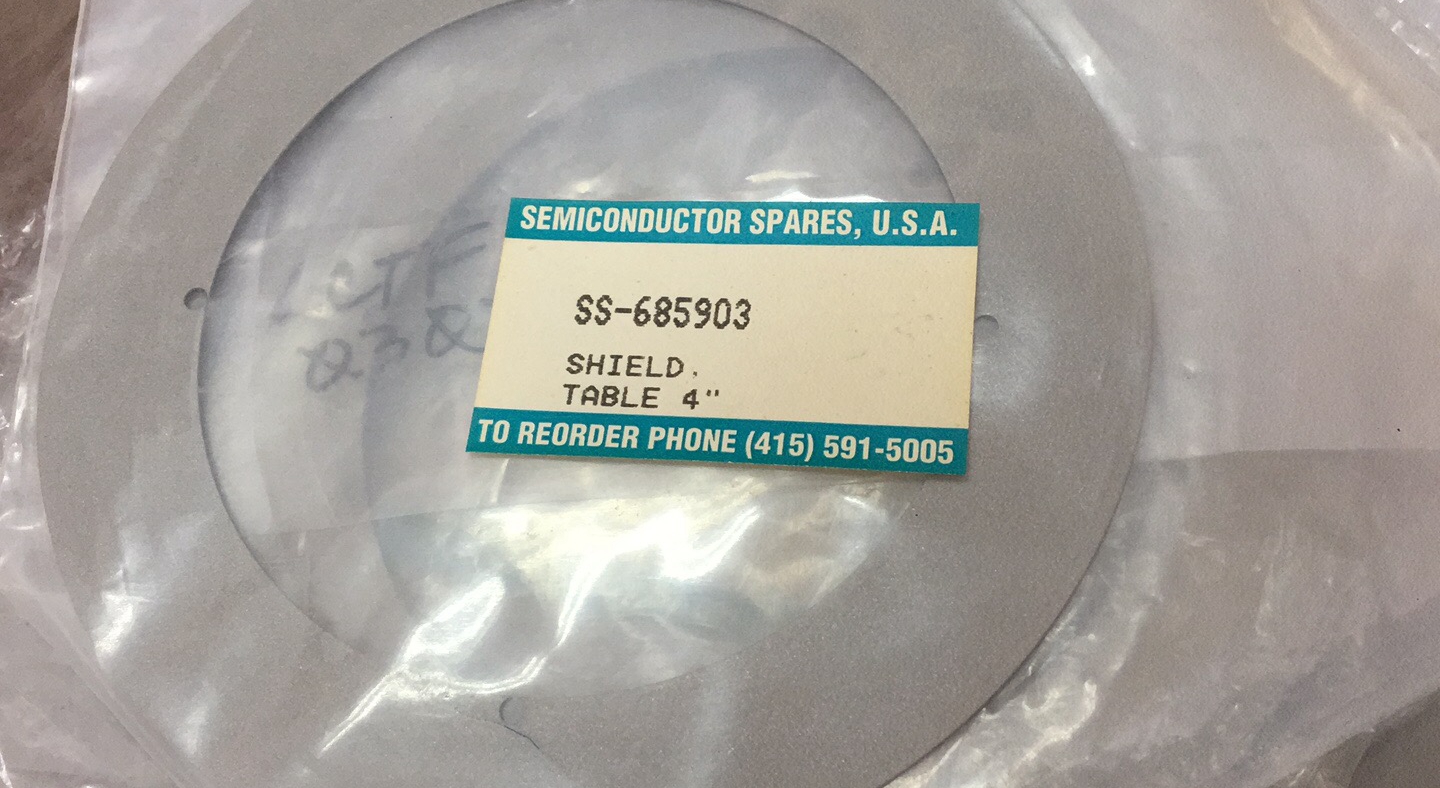 SEMICONDUCTOR SPARES, U.S.A.
SS-685903
SHIELD,
TABLE 4"
TO REORDER PHONE (415) 591-5005